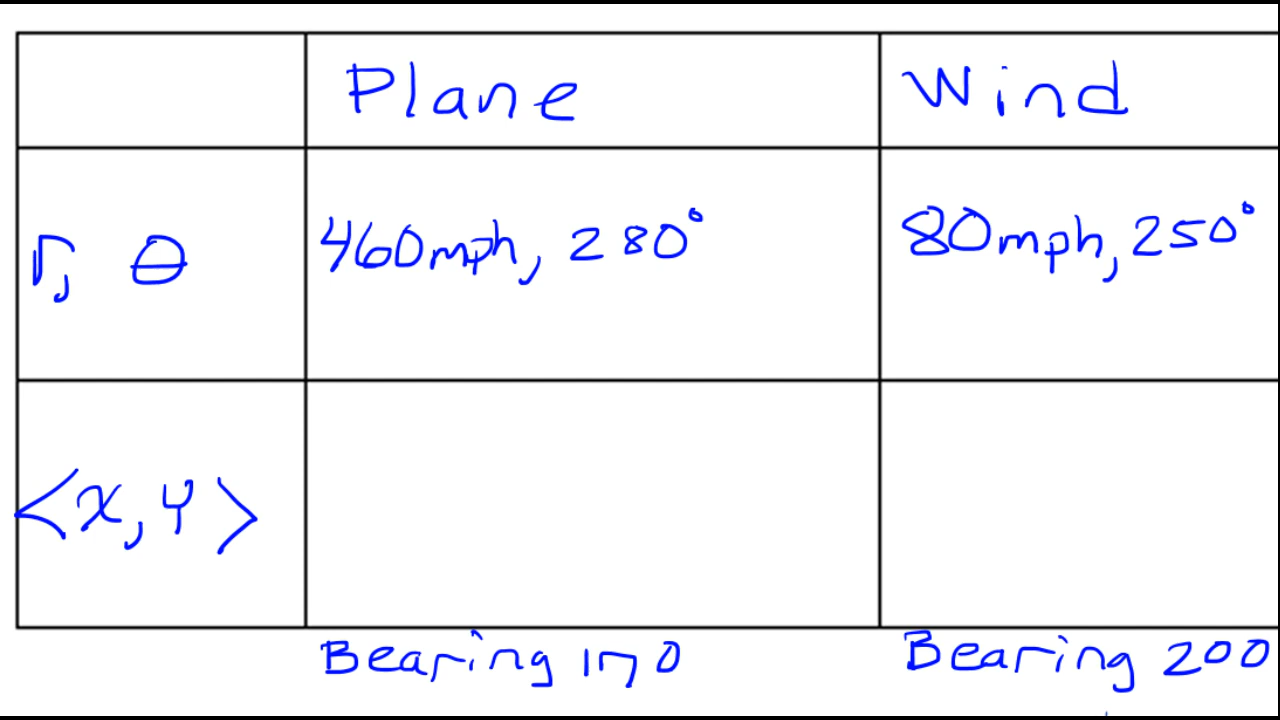 Plane Wind
r, θ 460mph, 280° 80mph, 250°
<x, y>
Bearing 170 Bearing 200